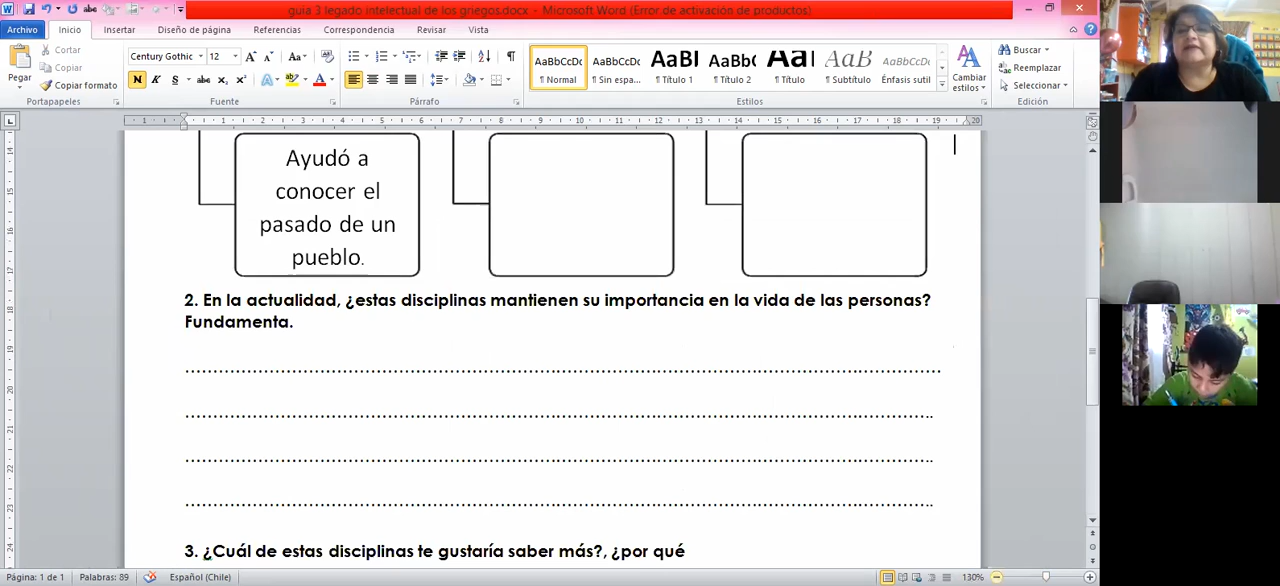 guia 3 legado intelectual de los griegos.docx - Microsoft Word (Error de activación de productos)
Archivo Inicio Insertar Diseño de página Referencias Correspondencia Revisar Vista
Pegar
Cortar
Copiar
Copiar formato
Portapapeles
Century Gothic 12
Fuente
Párrafo
AaBbCcDc AaBbCcDc AaBl AaBbC AaI AaB AaBbCcDc
¶ Normal ¶ Sin espa... ¶ Título 1 ¶ Título 2 ¶ Título ¶ Subtítulo Énfasis sutil
Cambiar estilos
Estilos
Buscar
Reemplazar
Seleccionar
Edición
Ayudó a
conocer el
pasado de un
pueblo.
2. En la actualidad, ¿estas disciplinas mantienen su importancia en la vida de las personas?
Fundamenta.
3. ¿Cuál de estas disciplinas te gustaría saber más?, ¿por qué
Página: 1 de 1 Palabras: 89 Español (Chile) 130%